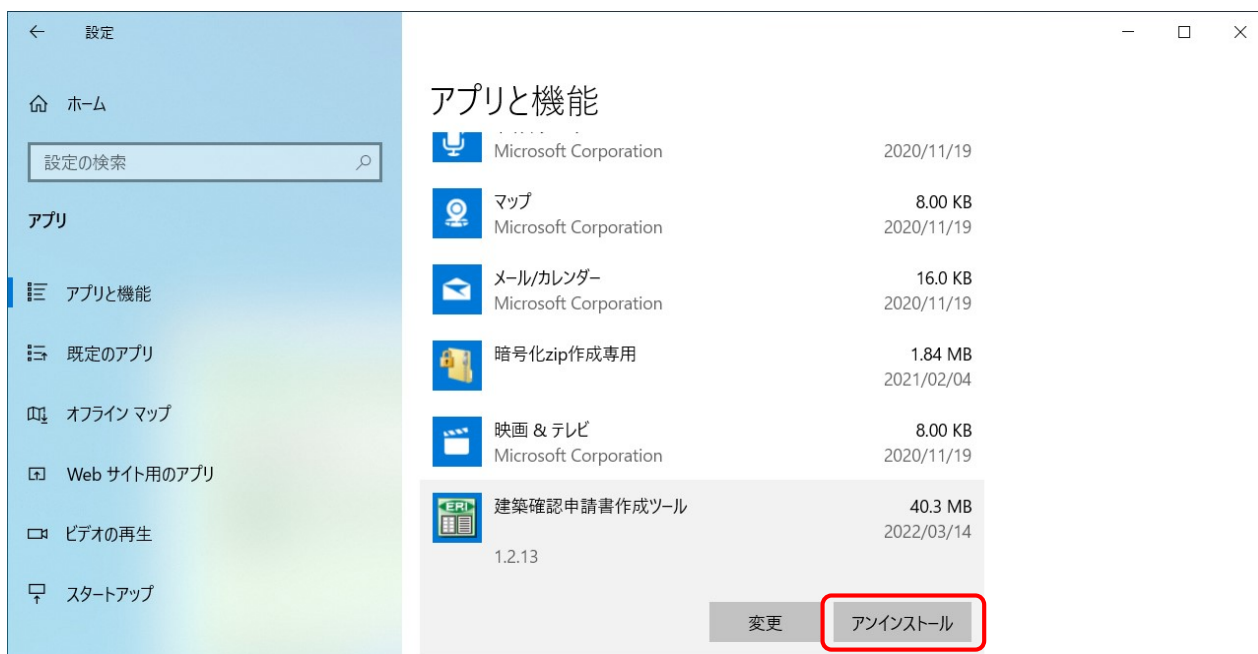 設定
ホーム
設定の検索
アプリ
アプリと機能
既定のアプリ
オフライン マップ
Web サイト用のアプリ
ビデオの再生
スタートアップ
アプリと機能
Microsoft Corporation 2020/11/19
マップ 8.00 KB
Microsoft Corporation 2020/11/19
メール/カレンダー 16.0 KB
Microsoft Corporation 2020/11/19
暗号化zip作成専用 1.84 MB
2021/02/04
映画 & テレビ 8.00 KB
Microsoft Corporation 2020/11/19
ERI
建築確認申請書作成ツール 40.3 MB
2022/03/14
1.2.13
変更 アンインストール